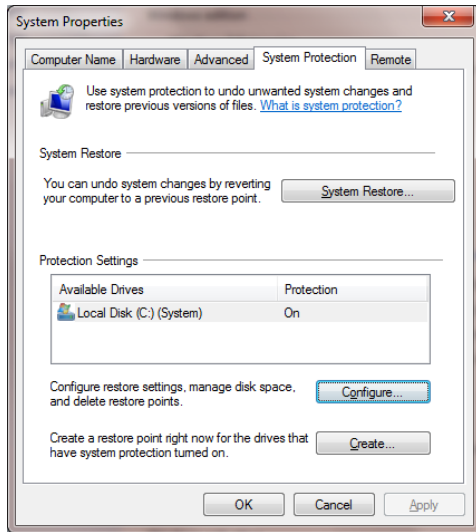 System Properties
Computer Name
Hardware
Advanced
System Protection
Remote
Use system protection to undo unwanted system changes and
restore previous versions of files. What is system protection?
System Restore
You can undo system changes by reverting
your computer to a previous restore point.
System Restore...
Protection Settings
Available Drives
Protection
Local Disk (C:) (System)
On
Configure restore settings, manage disk space,
and delete restore points.
Configure...
Create a restore point right now for the drives that
have system protection turned on.
Create...
OK
Cancel
Apply